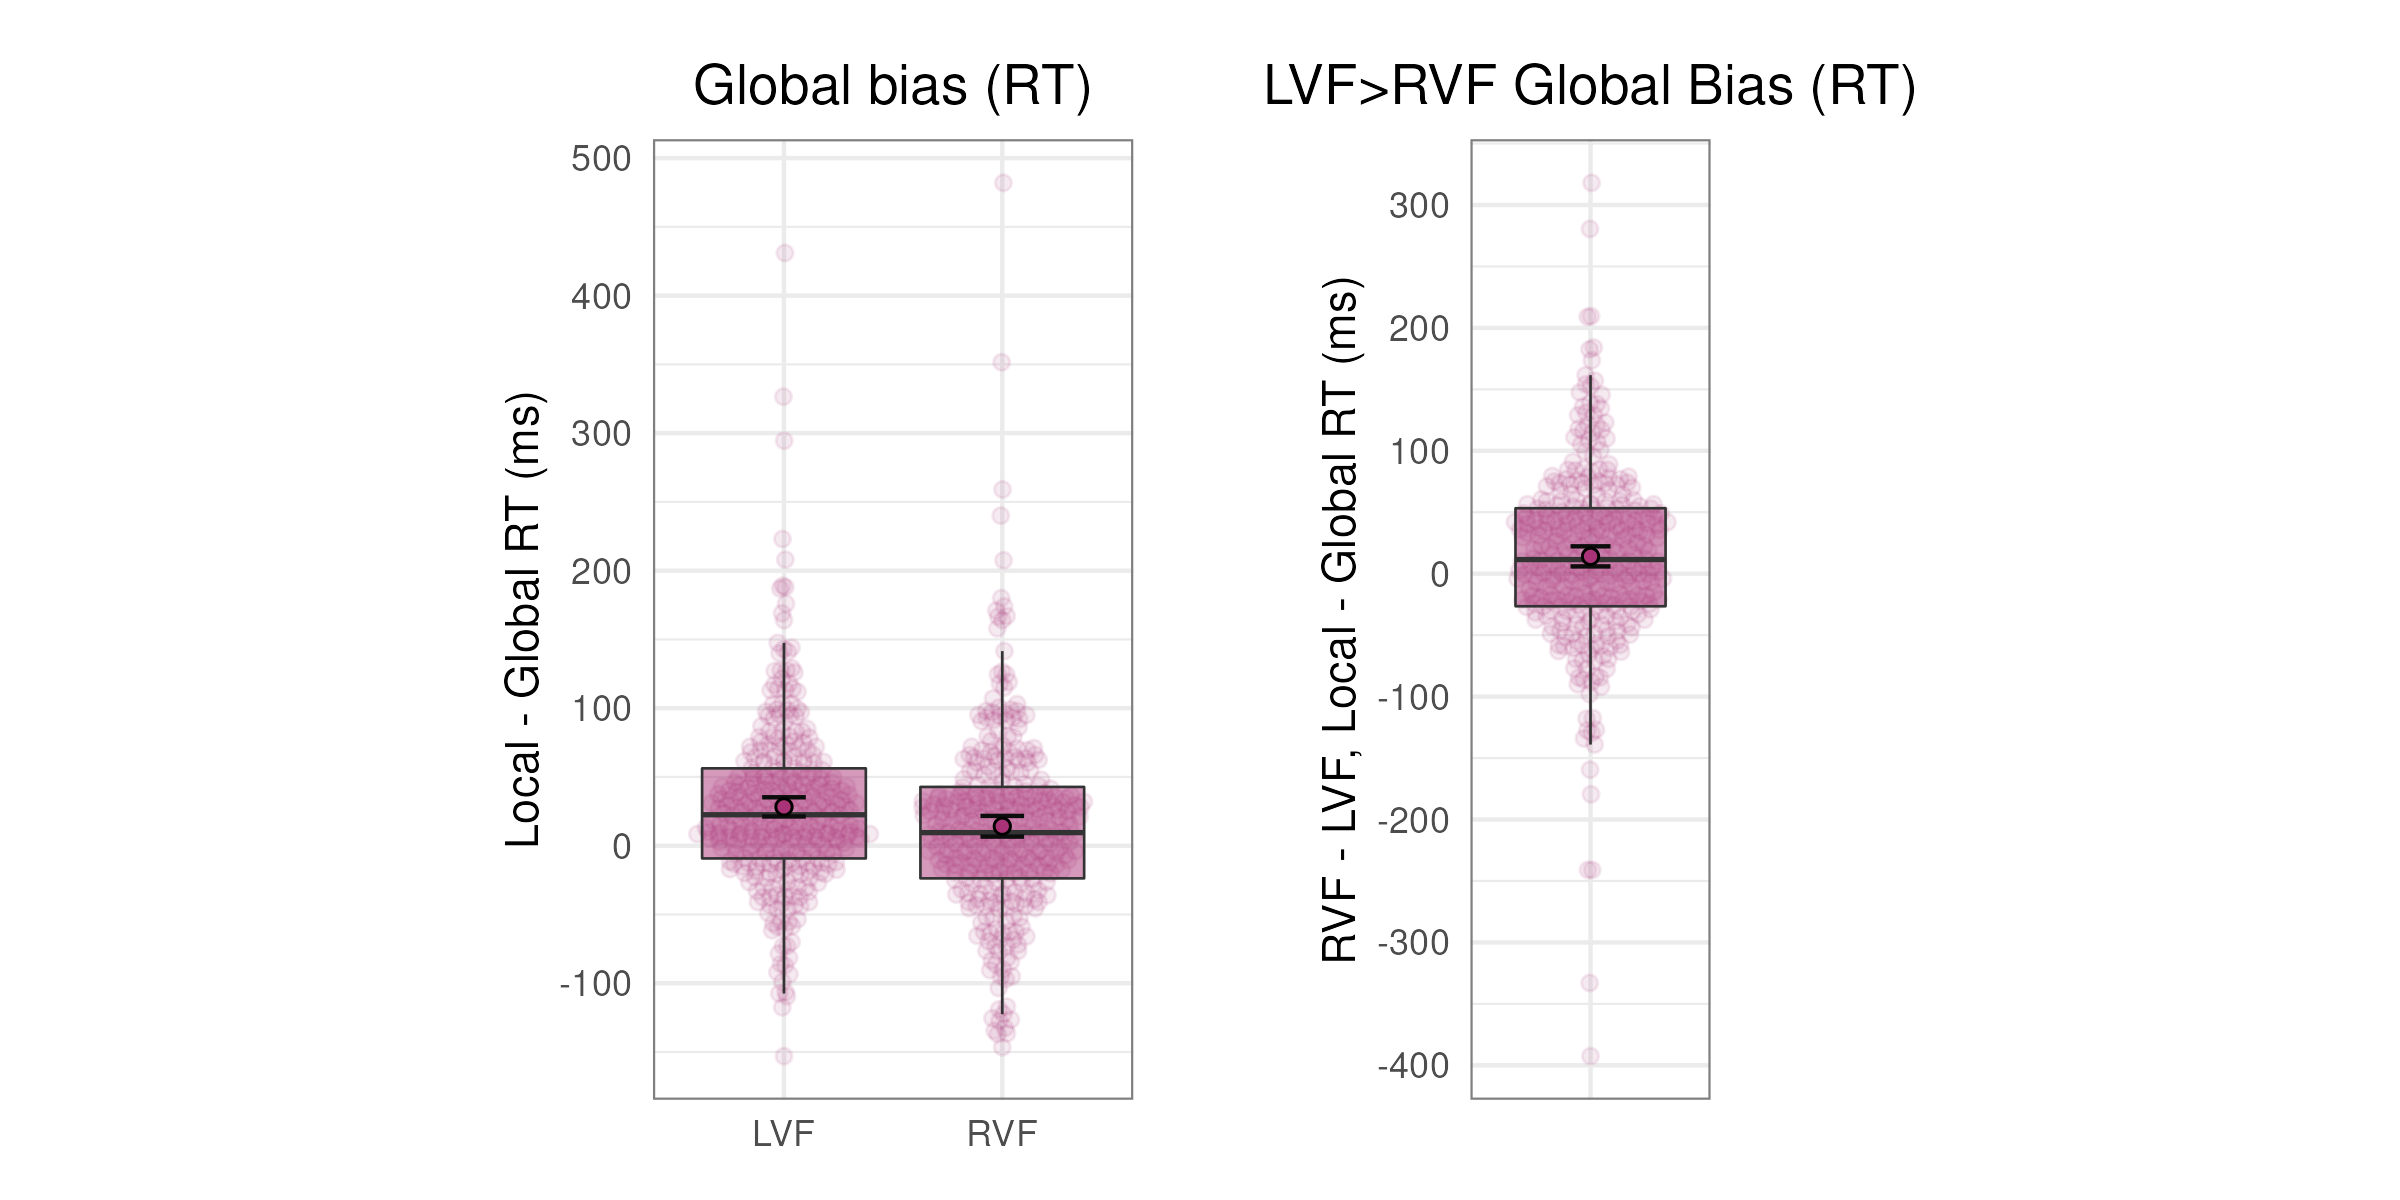 Global bias (RT)
Local - Global RT (ms)
500
400
300
200
100
0
-100
LVF
RVF
LVF>RVF Global Bias (RT)
RVF - LVF, Local - Global RT (ms)
300
200
100
0
-100
-200
-300
-400